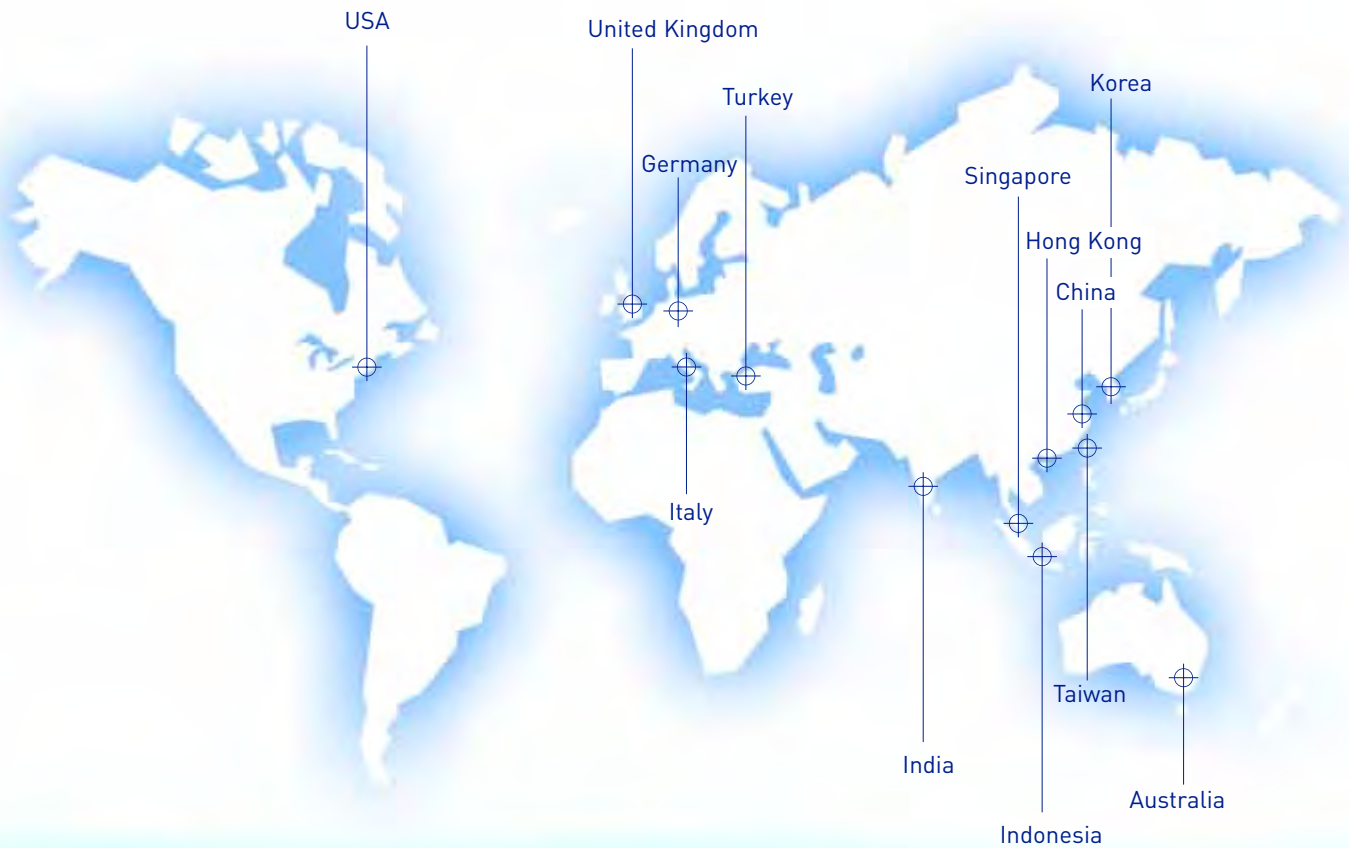 USA
United Kingdom
Korea
Turkey
Germany
Singapore
Hong Kong
China
Italy
Taiwan
India
Australia
Indonesia